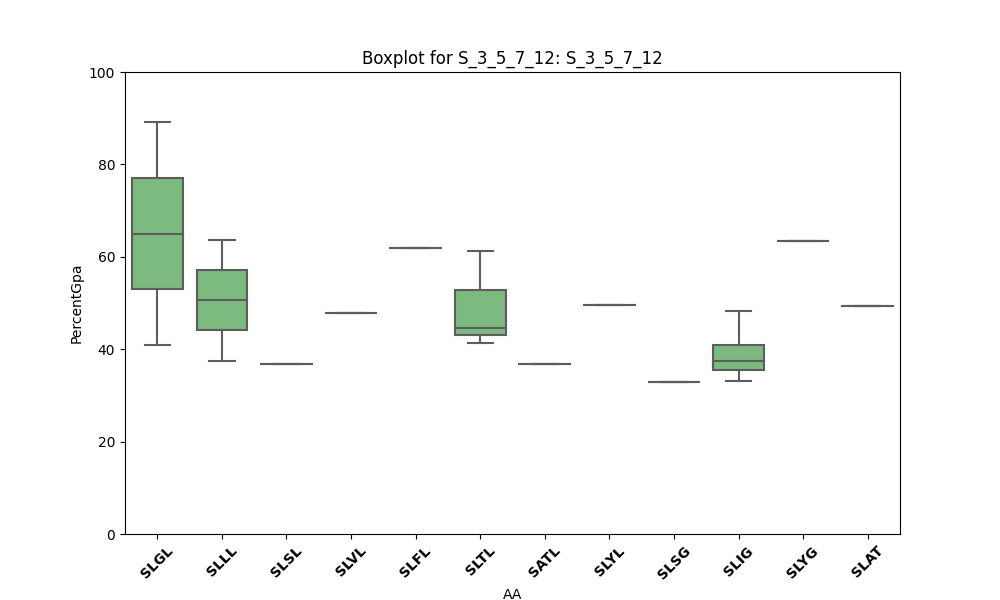 Boxplot for S_3_5_7_12: S_3_5_7_12
PercentGpa
100
80
60
40
20
0
SLGL
SLLL
SLSL
SLVL
SLFL
SLTL
SATL
SLYL
SLSG
SLIG
SLYG
SLAT
AA